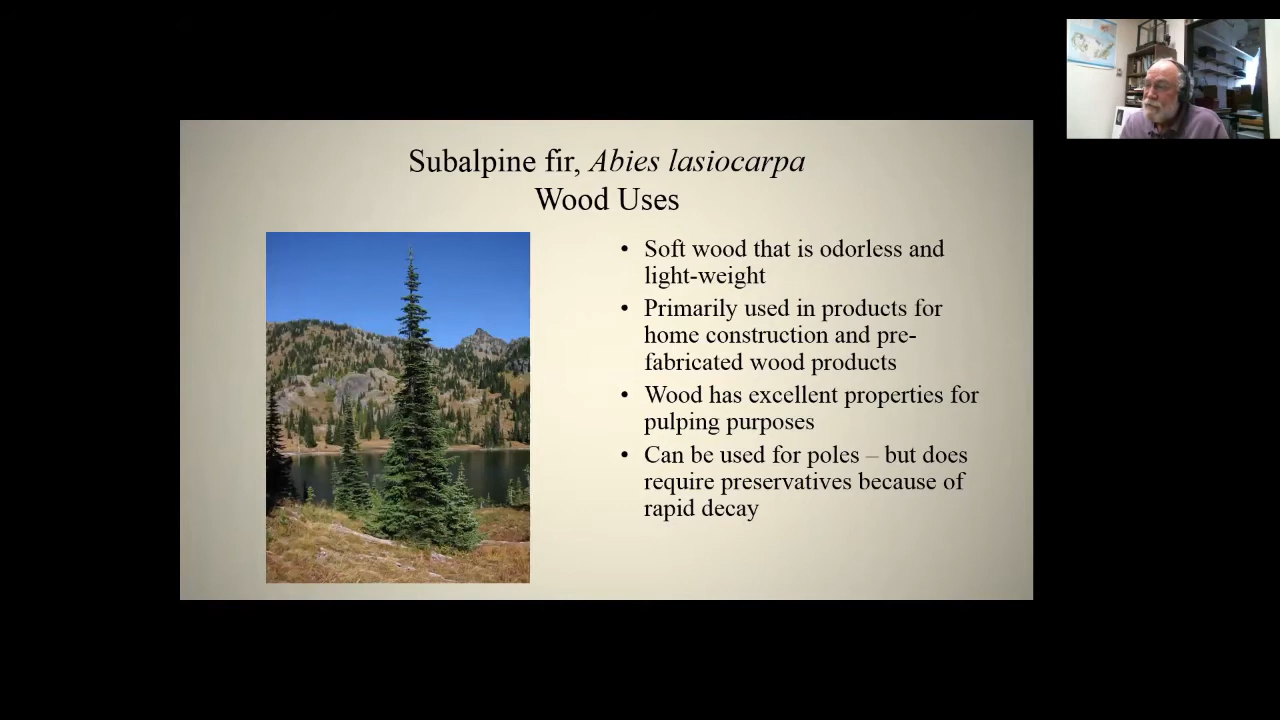 Subalpine fir, Abies lasiocarpa
Wood Uses
• Soft wood that is odorless and
light-weight
• Primarily used in products for
home construction and pre-
fabricated wood products
• Wood has excellent properties for
pulping purposes
• Can be used for poles – but does
require preservatives because of
rapid decay